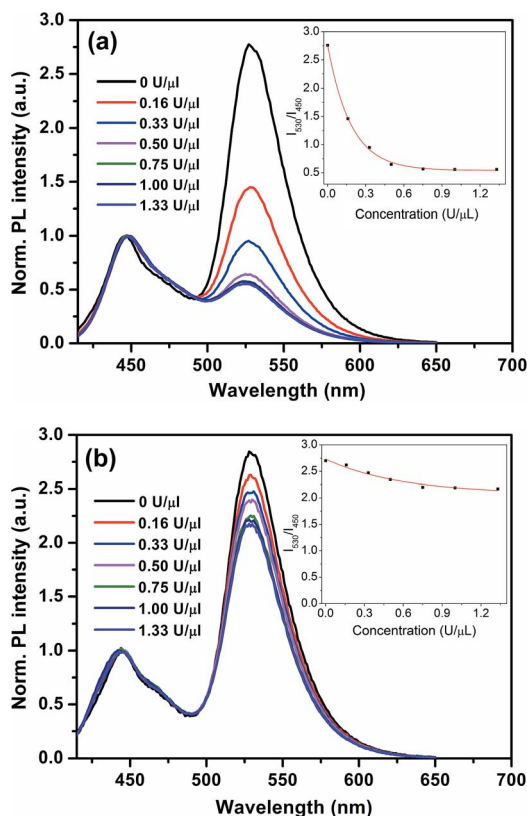 (a)
0 U/µl
0.16 U/µl
0.33 U/µl
0.50 U/µl
0.75 U/µl
1.00 U/µl
1.33 U/µl
Norm. PL intensity (a.u.)
3.0
2.5
2.0
1.5
1.0
0.5
0.0
450 500 550 600 650 700
Wavelength (nm)
I530/I450
3.0
2.5
2.0
1.5
1.0
0.5
0.0 0.3 0.6 0.9 1.2
Concentration (U/µL)
(b)
0 U/µl
0.16 U/µl
0.33 U/µl
0.50 U/µl
0.75 U/µl
1.00 U/µl
1.33 U/µl
Norm. PL intensity (a.u.)
3.0
2.5
2.0
1.5
1.0
0.5
0.0
450 500 550 600 650 700
Wavelength (nm)
I530/I450
3.0
2.5
2.0
1.5
1.0
0.5
0.0 0.3 0.6 0.9 1.2
Concentration (U/µL)